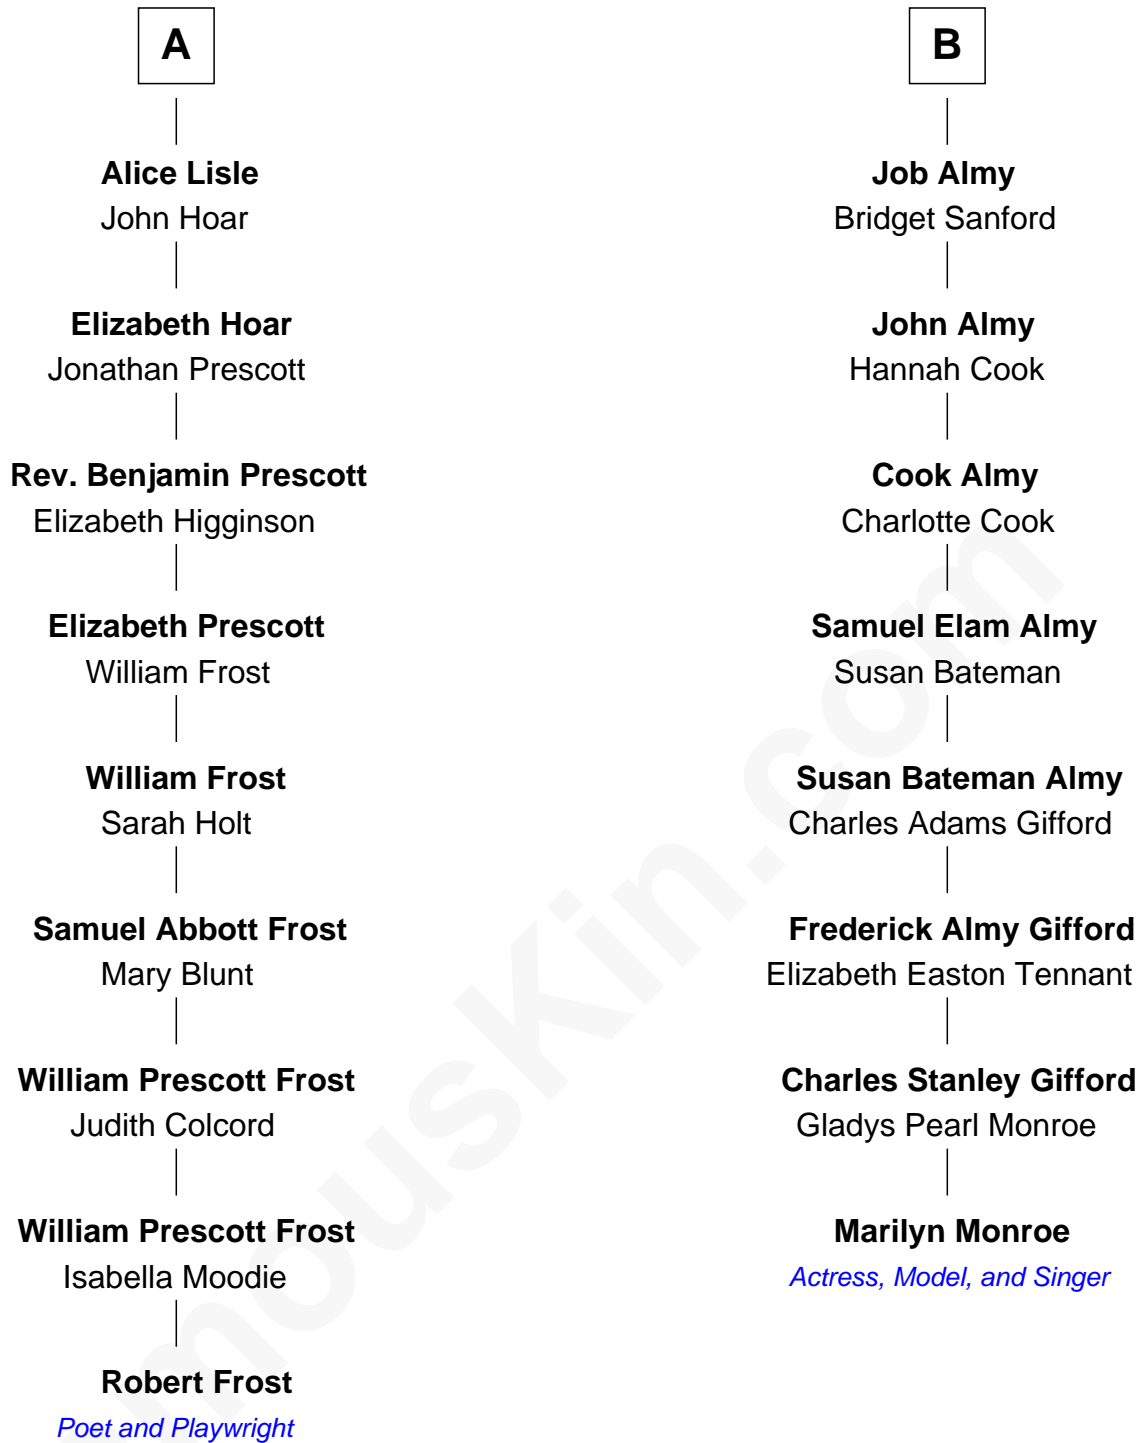 A
Alice Lisle
John Hoar
Elizabeth Hoar
Jonathan Prescott
Rev. Benjamin Prescott
Elizabeth Higginson
Elizabeth Prescott
William Frost
William Frost
Sarah Holt
Samuel Abbott Frost
Mary Blunt
William Prescott Frost
Judith Colcord
William Prescott Frost
Isabella Moodie
Robert Frost
Poet and Playwright
B
Job Almy
Bridget Sanford
John Almy
Hannah Cook
Cook Almy
Charlotte Cook
Samuel Elam Almy
Susan Bateman
Susan Bateman Almy
Charles Adams Gifford
Frederick Almy Gifford
Elizabeth Easton Tennant
Charles Stanley Gifford
Gladys Pearl Monroe
Marilyn Monroe
Actress, Model, and Singer
mousKin.com